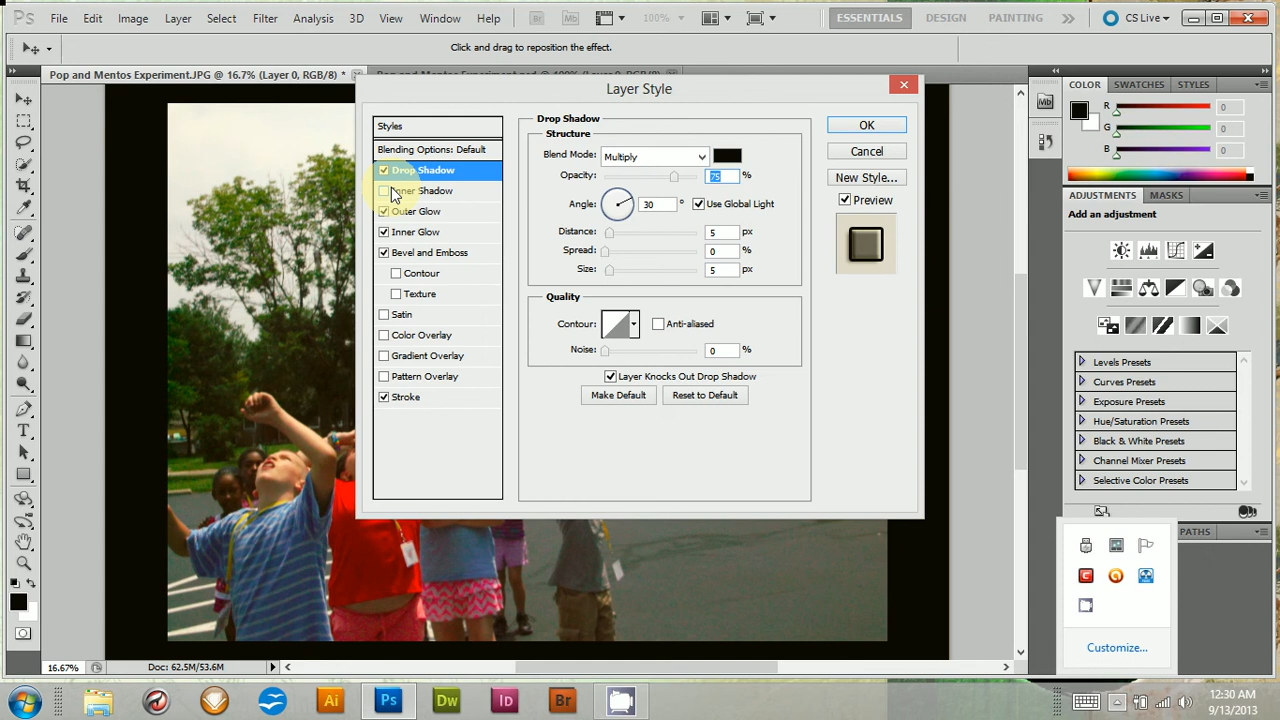 Ps File Edit Image Layer Select Filter Analysis 3D View Window Help Br Mb 100% ESSENTIALS DESIGN PAINTING CS Live
Click and drag to reposition the effect.
Pop and Mentos Experiment.JPG @ 16.7% (Layer 0, RGB/8) *
Layer Style
Styles
Blending Options: Default
Drop Shadow
Inner Shadow
Outer Glow
Inner Glow
Bevel and Emboss
Contour
Texture
Satin
Color Overlay
Gradient Overlay
Pattern Overlay
Stroke
Drop Shadow
Structure
Blend Mode: Multiply
Opacity: 75 %
Angle: 30 ° Use Global Light
Distance: 5 px
Spread: 0 %
Size: 5 px
Quality
Contour: Anti-aliased
Noise: 0 %
Layer Knocks Out Drop Shadow
Make Default Reset to Default
OK
Cancel
New Style...
Preview
Mb
COLOR SWATCHES STYLES
R 0
G 0
B 0
ADJUSTMENTS MASKS
Add an adjustment
Levels Presets
Curves Presets
Exposure Presets
Hue/Saturation Presets
Black & White Presets
Channel Mixer Presets
Selective Color Presets
PATHS
Customize...
16.67% Doc: 62.5M/53.6M
Ai Ps Dw Id Br
12:30 AM
9/13/2013